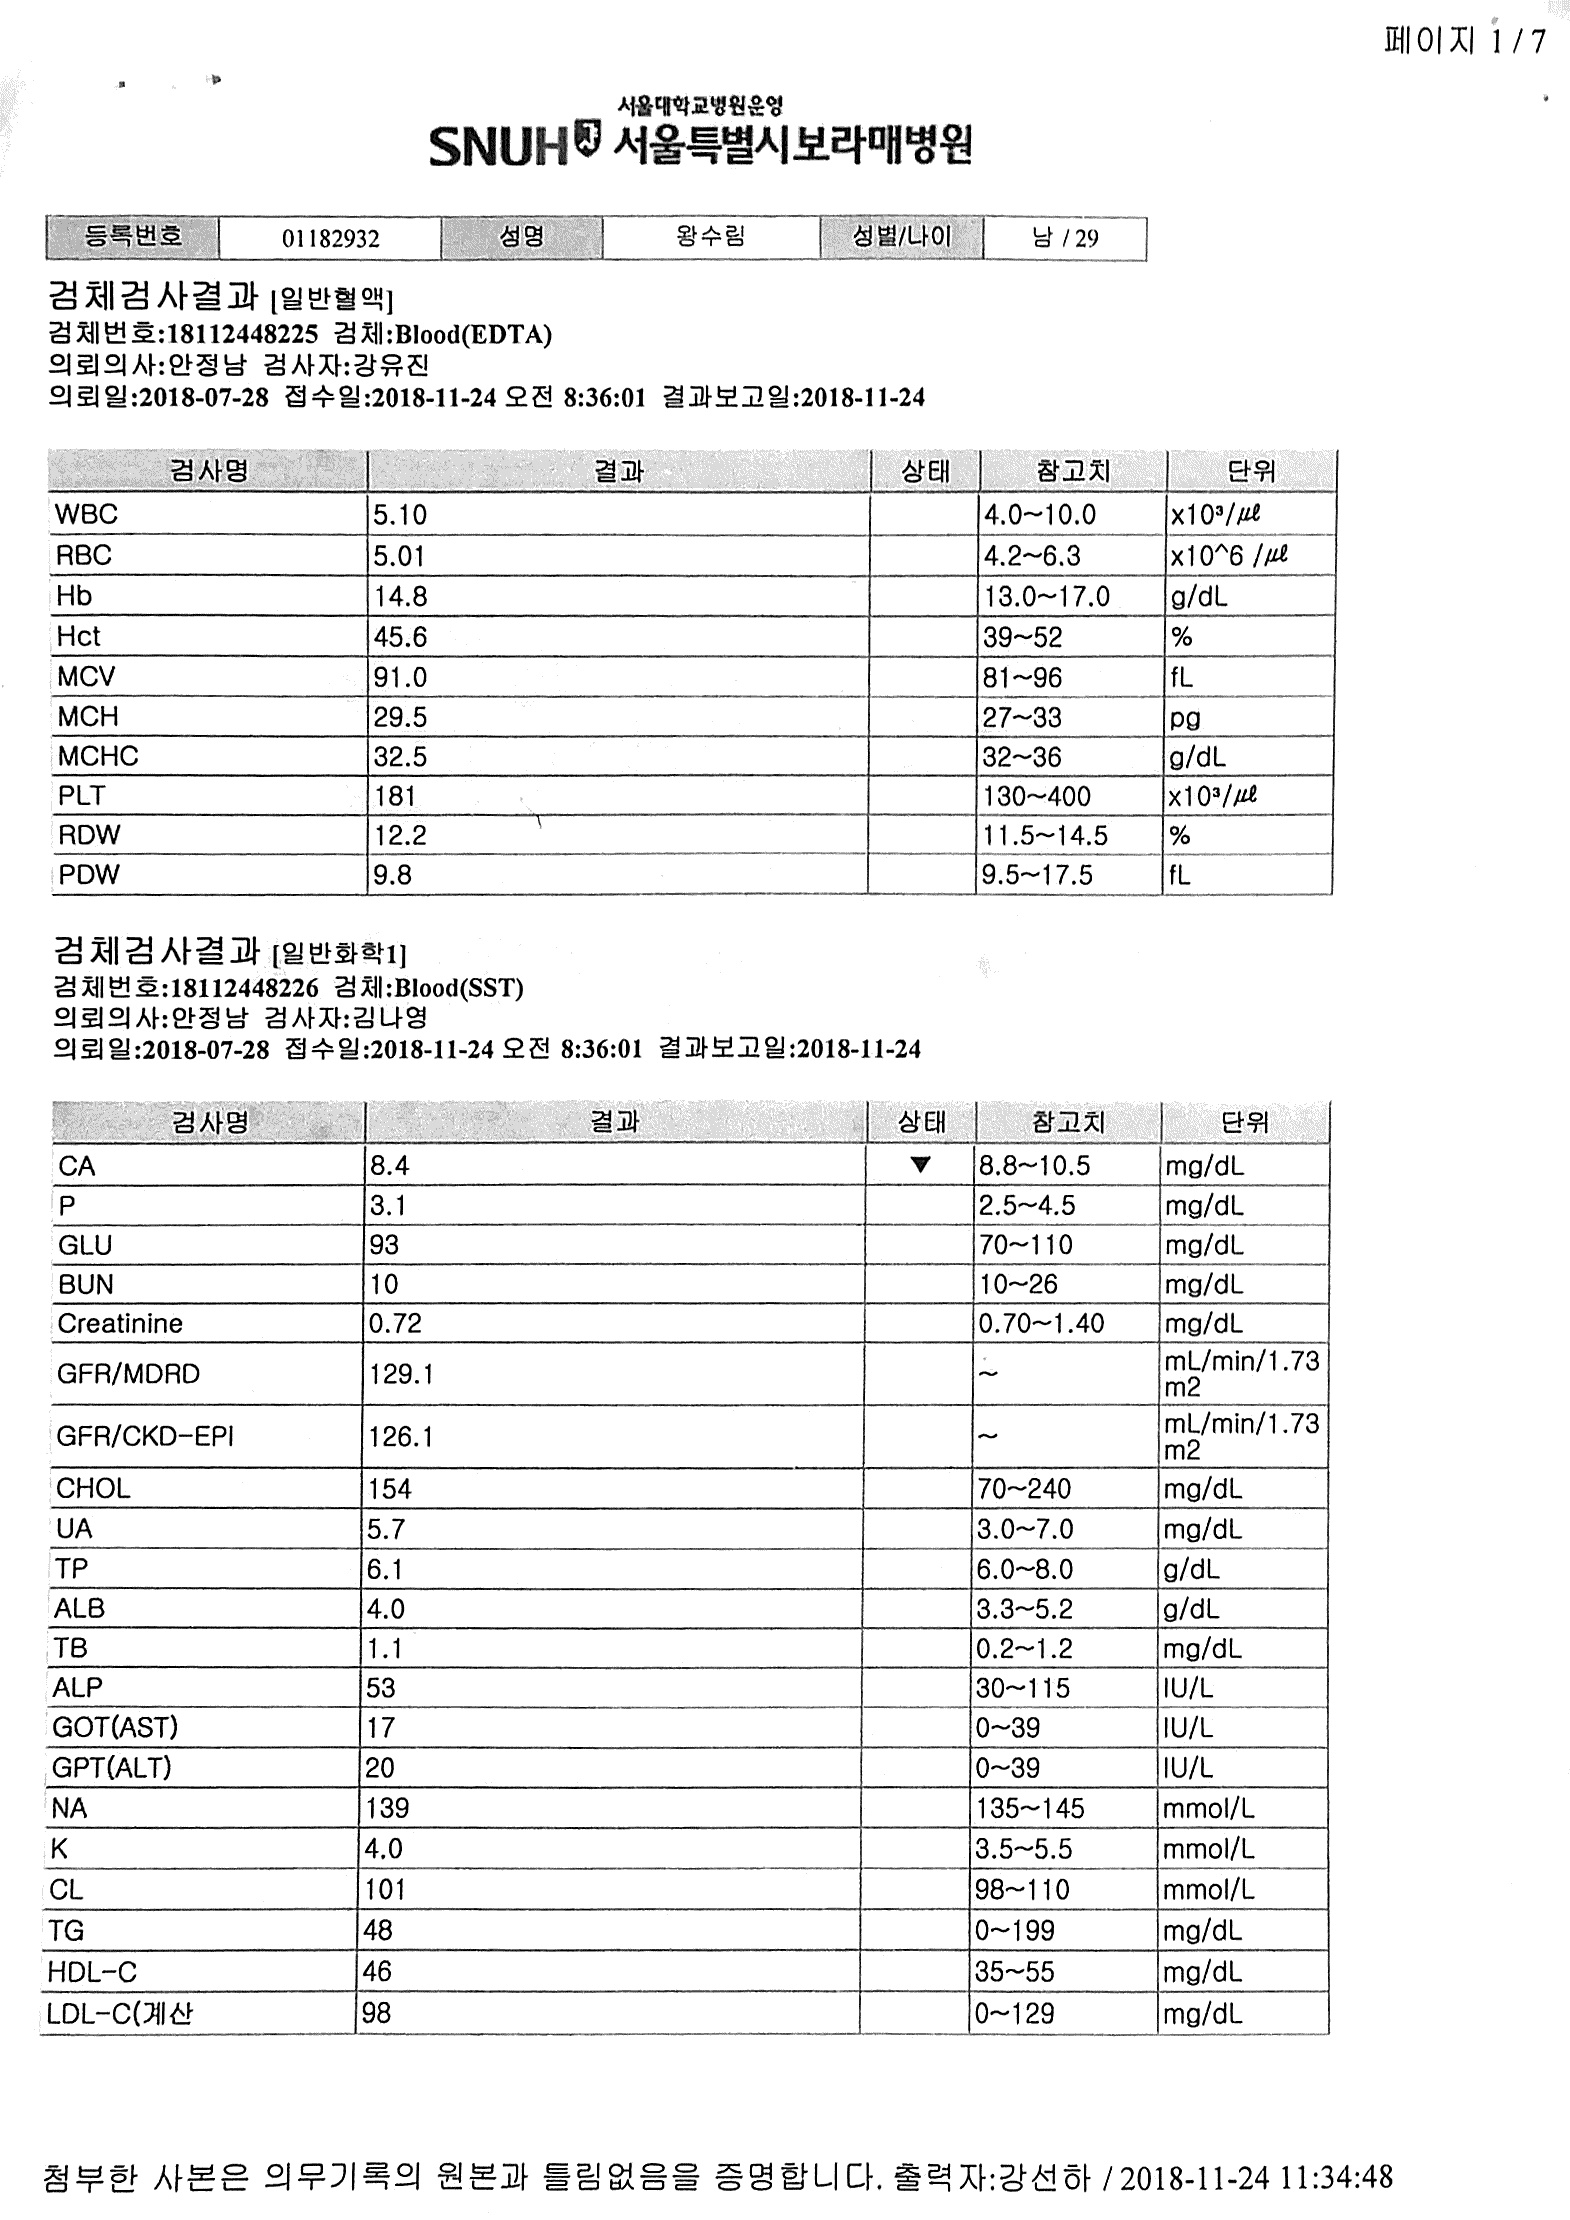 페이지 1 / 7
서울대학교병원운영
SNUH 서울특별시보라매병원
등록번호 01182932 성명 왕수림 성별/나이 남 / 29
검체검사결과 [일반혈액]
검체번호:18112448225 검체:Blood(EDTA)
의뢰의사:안정남 검사자:강유진
의뢰일:2018-07-28 접수일:2018-11-24 오전 8:36:01 결과보고일:2018-11-24
검사명 결과 상태 참고치 단위
WBC 5.10 4.0~10.0 x10³/㎕
RBC 5.01 4.2~6.3 x10^6 /㎕
Hb 14.8 13.0~17.0 g/dL
Hct 45.6 39~52 %
MCV 91.0 81~96 fL
MCH 29.5 27~33 pg
MCHC 32.5 32~36 g/dL
PLT 181 130~400 x10³/㎕
RDW 12.2 11.5~14.5 %
PDW 9.8 9.5~17.5 fL
검체검사결과 [일반화학1]
검체번호:18112448226 검체:Blood(SST)
의뢰의사:안정남 검사자:김나영
의뢰일:2018-07-28 접수일:2018-11-24 오전 8:36:01 결과보고일:2018-11-24
검사명 결과 상태 참고치 단위
CA 8.4 ▼ 8.8~10.5 mg/dL
P 3.1 2.5~4.5 mg/dL
GLU 93 70~110 mg/dL
BUN 10 10~26 mg/dL
Creatinine 0.72 0.70~1.40 mg/dL
GFR/MDRD 129.1 ~ mL/min/1.73
m2
GFR/CKD-EPI 126.1 ~ mL/min/1.73
m2
CHOL 154 70~240 mg/dL
UA 5.7 3.0~7.0 mg/dL
TP 6.1 6.0~8.0 g/dL
ALB 4.0 3.3~5.2 g/dL
TB 1.1 0.2~1.2 mg/dL
ALP 53 30~115 IU/L
GOT(AST) 17 0~39 IU/L
GPT(ALT) 20 0~39 IU/L
NA 139 135~145 mmol/L
K 4.0 3.5~5.5 mmol/L
CL 101 98~110 mmol/L
TG 48 0~199 mg/dL
HDL-C 46 35~55 mg/dL
LDL-C(계산 98 0~129 mg/dL
첨부한 사본은 의무기록의 원본과 틀림없음을 증명합니다. 출력자:강선하 / 2018-11-24 11:34:48